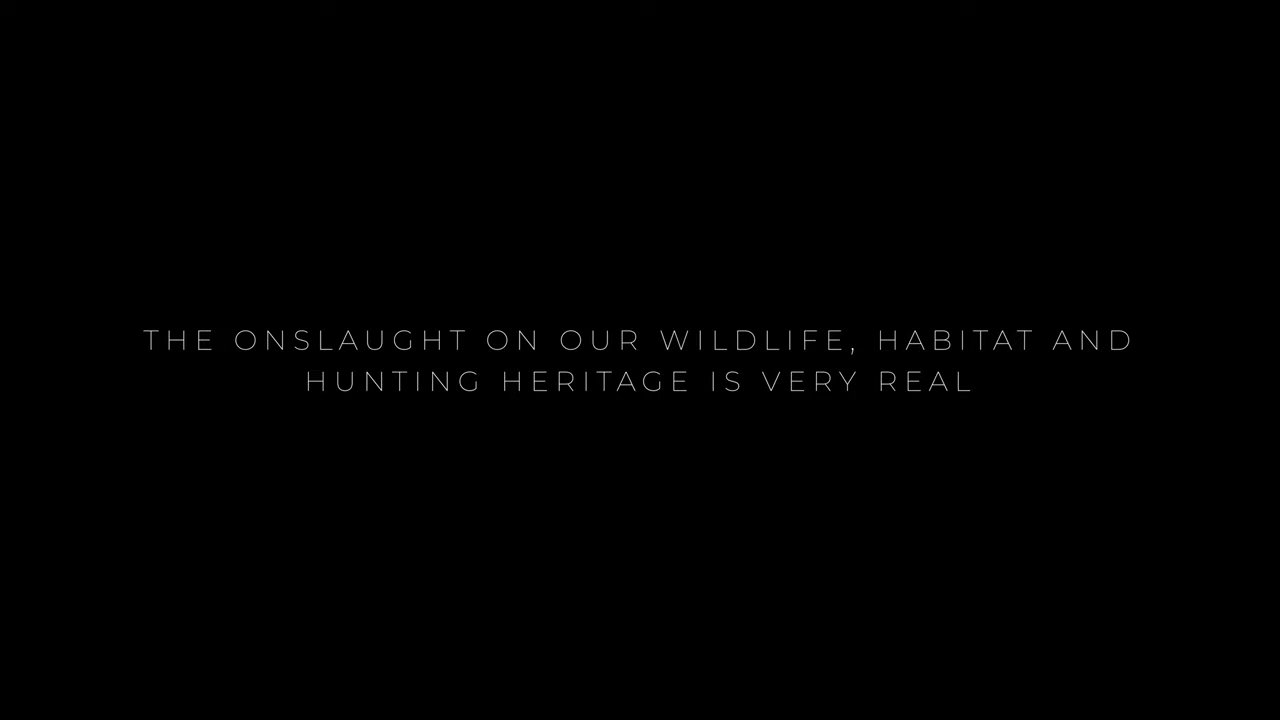 THE ONSLAUGHT ON OUR WILDLIFE, HABITAT AND
HUNTING HERITAGE IS VERY REAL